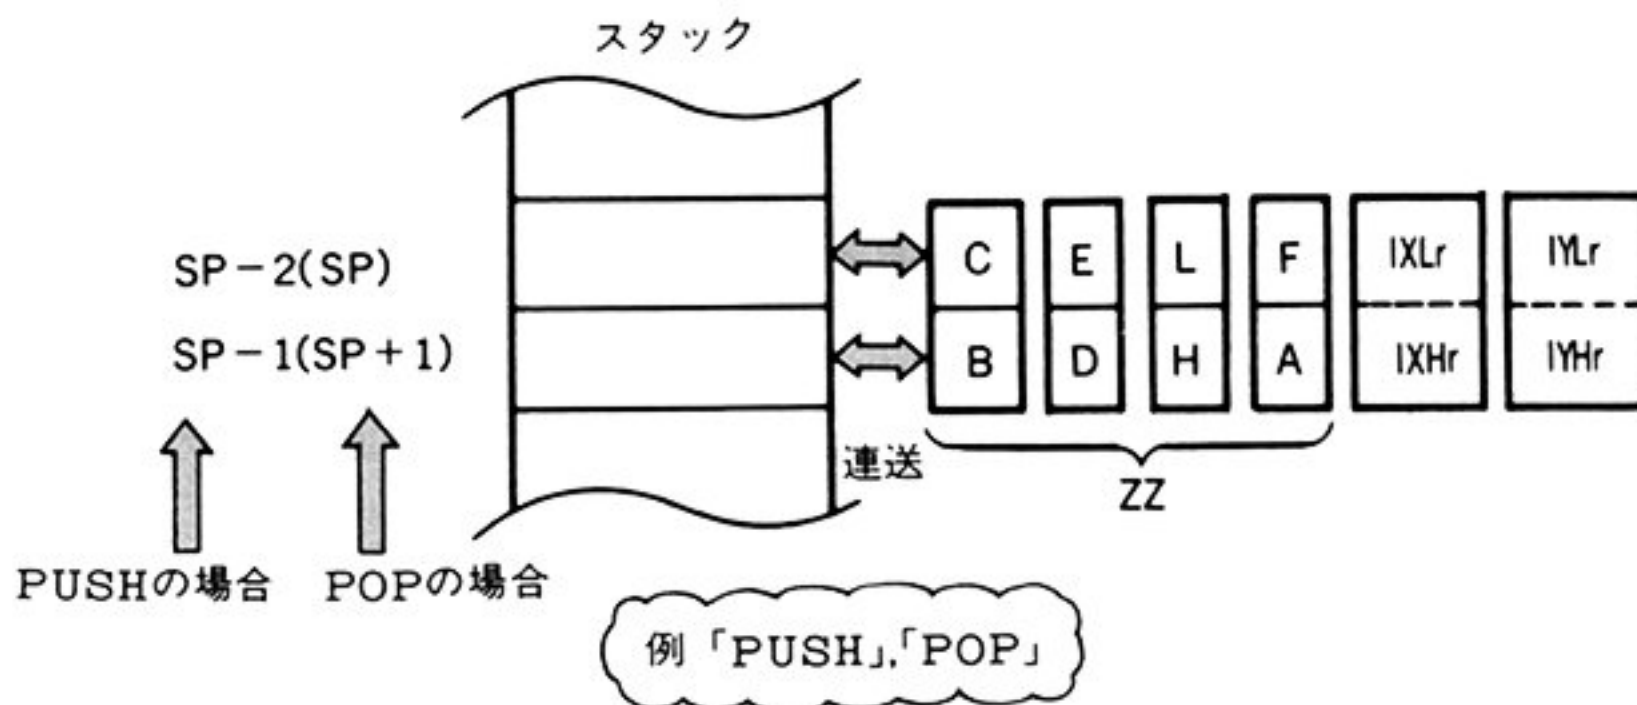 スタック
SP-2(SP)
SP-1(SP+1)
C E L F IXLr IYLr
B D H A IXHr IYHr
連送
ZZ
PUSHの場合 POPの場合
例「PUSH」,「POP」